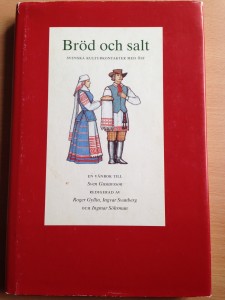 Bröd och salt
SVENSKA KULTURKONTAKTER MED ÖST
EN VÄNBOK TILL
Sven Gustavsson
REDIGERAD AV
Roger Gyllin, Ingvar Svanberg
OCH Ingmar Söhrman